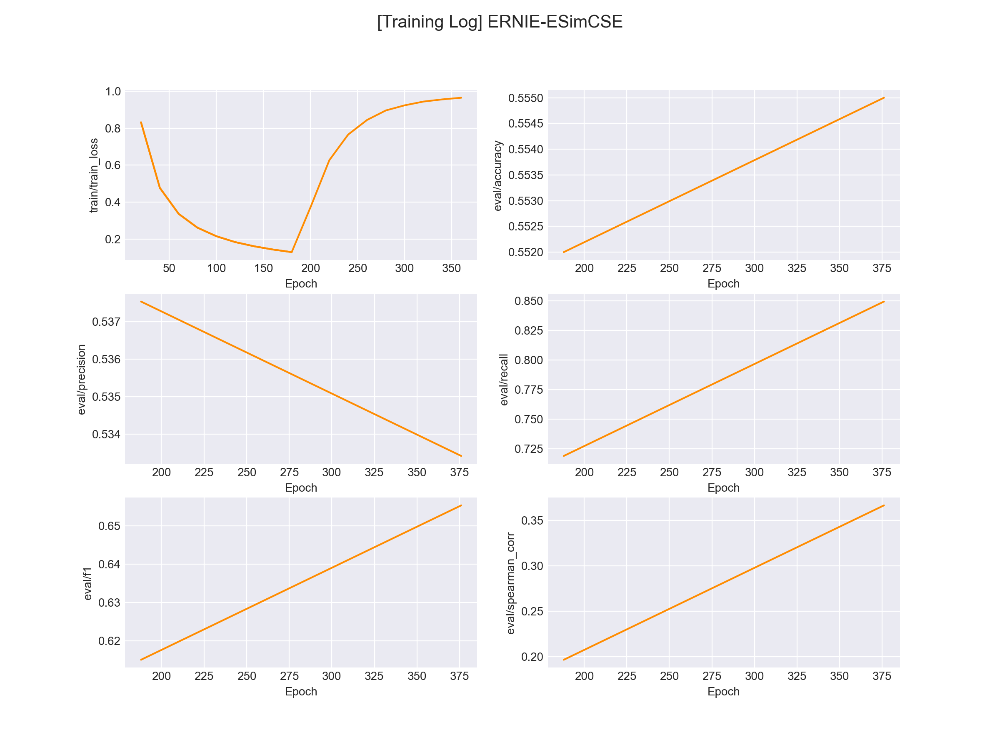 [Training Log] ERNIE-ESimCSE
train/train_loss
1.0
0.8
0.6
0.4
0.2
50 100 150 200 250 300 350
Epoch
eval/accuracy
0.5550
0.5545
0.5540
0.5535
0.5530
0.5525
0.5520
200 225 250 275 300 325 350 375
Epoch
eval/precision
0.537
0.536
0.535
0.534
200 225 250 275 300 325 350 375
Epoch
eval/recall
0.850
0.825
0.800
0.775
0.750
0.725
200 225 250 275 300 325 350 375
Epoch
eval/f1
0.65
0.64
0.63
0.62
200 225 250 275 300 325 350 375
Epoch
eval/spearman_corr
0.35
0.30
0.25
0.20
200 225 250 275 300 325 350 375
Epoch